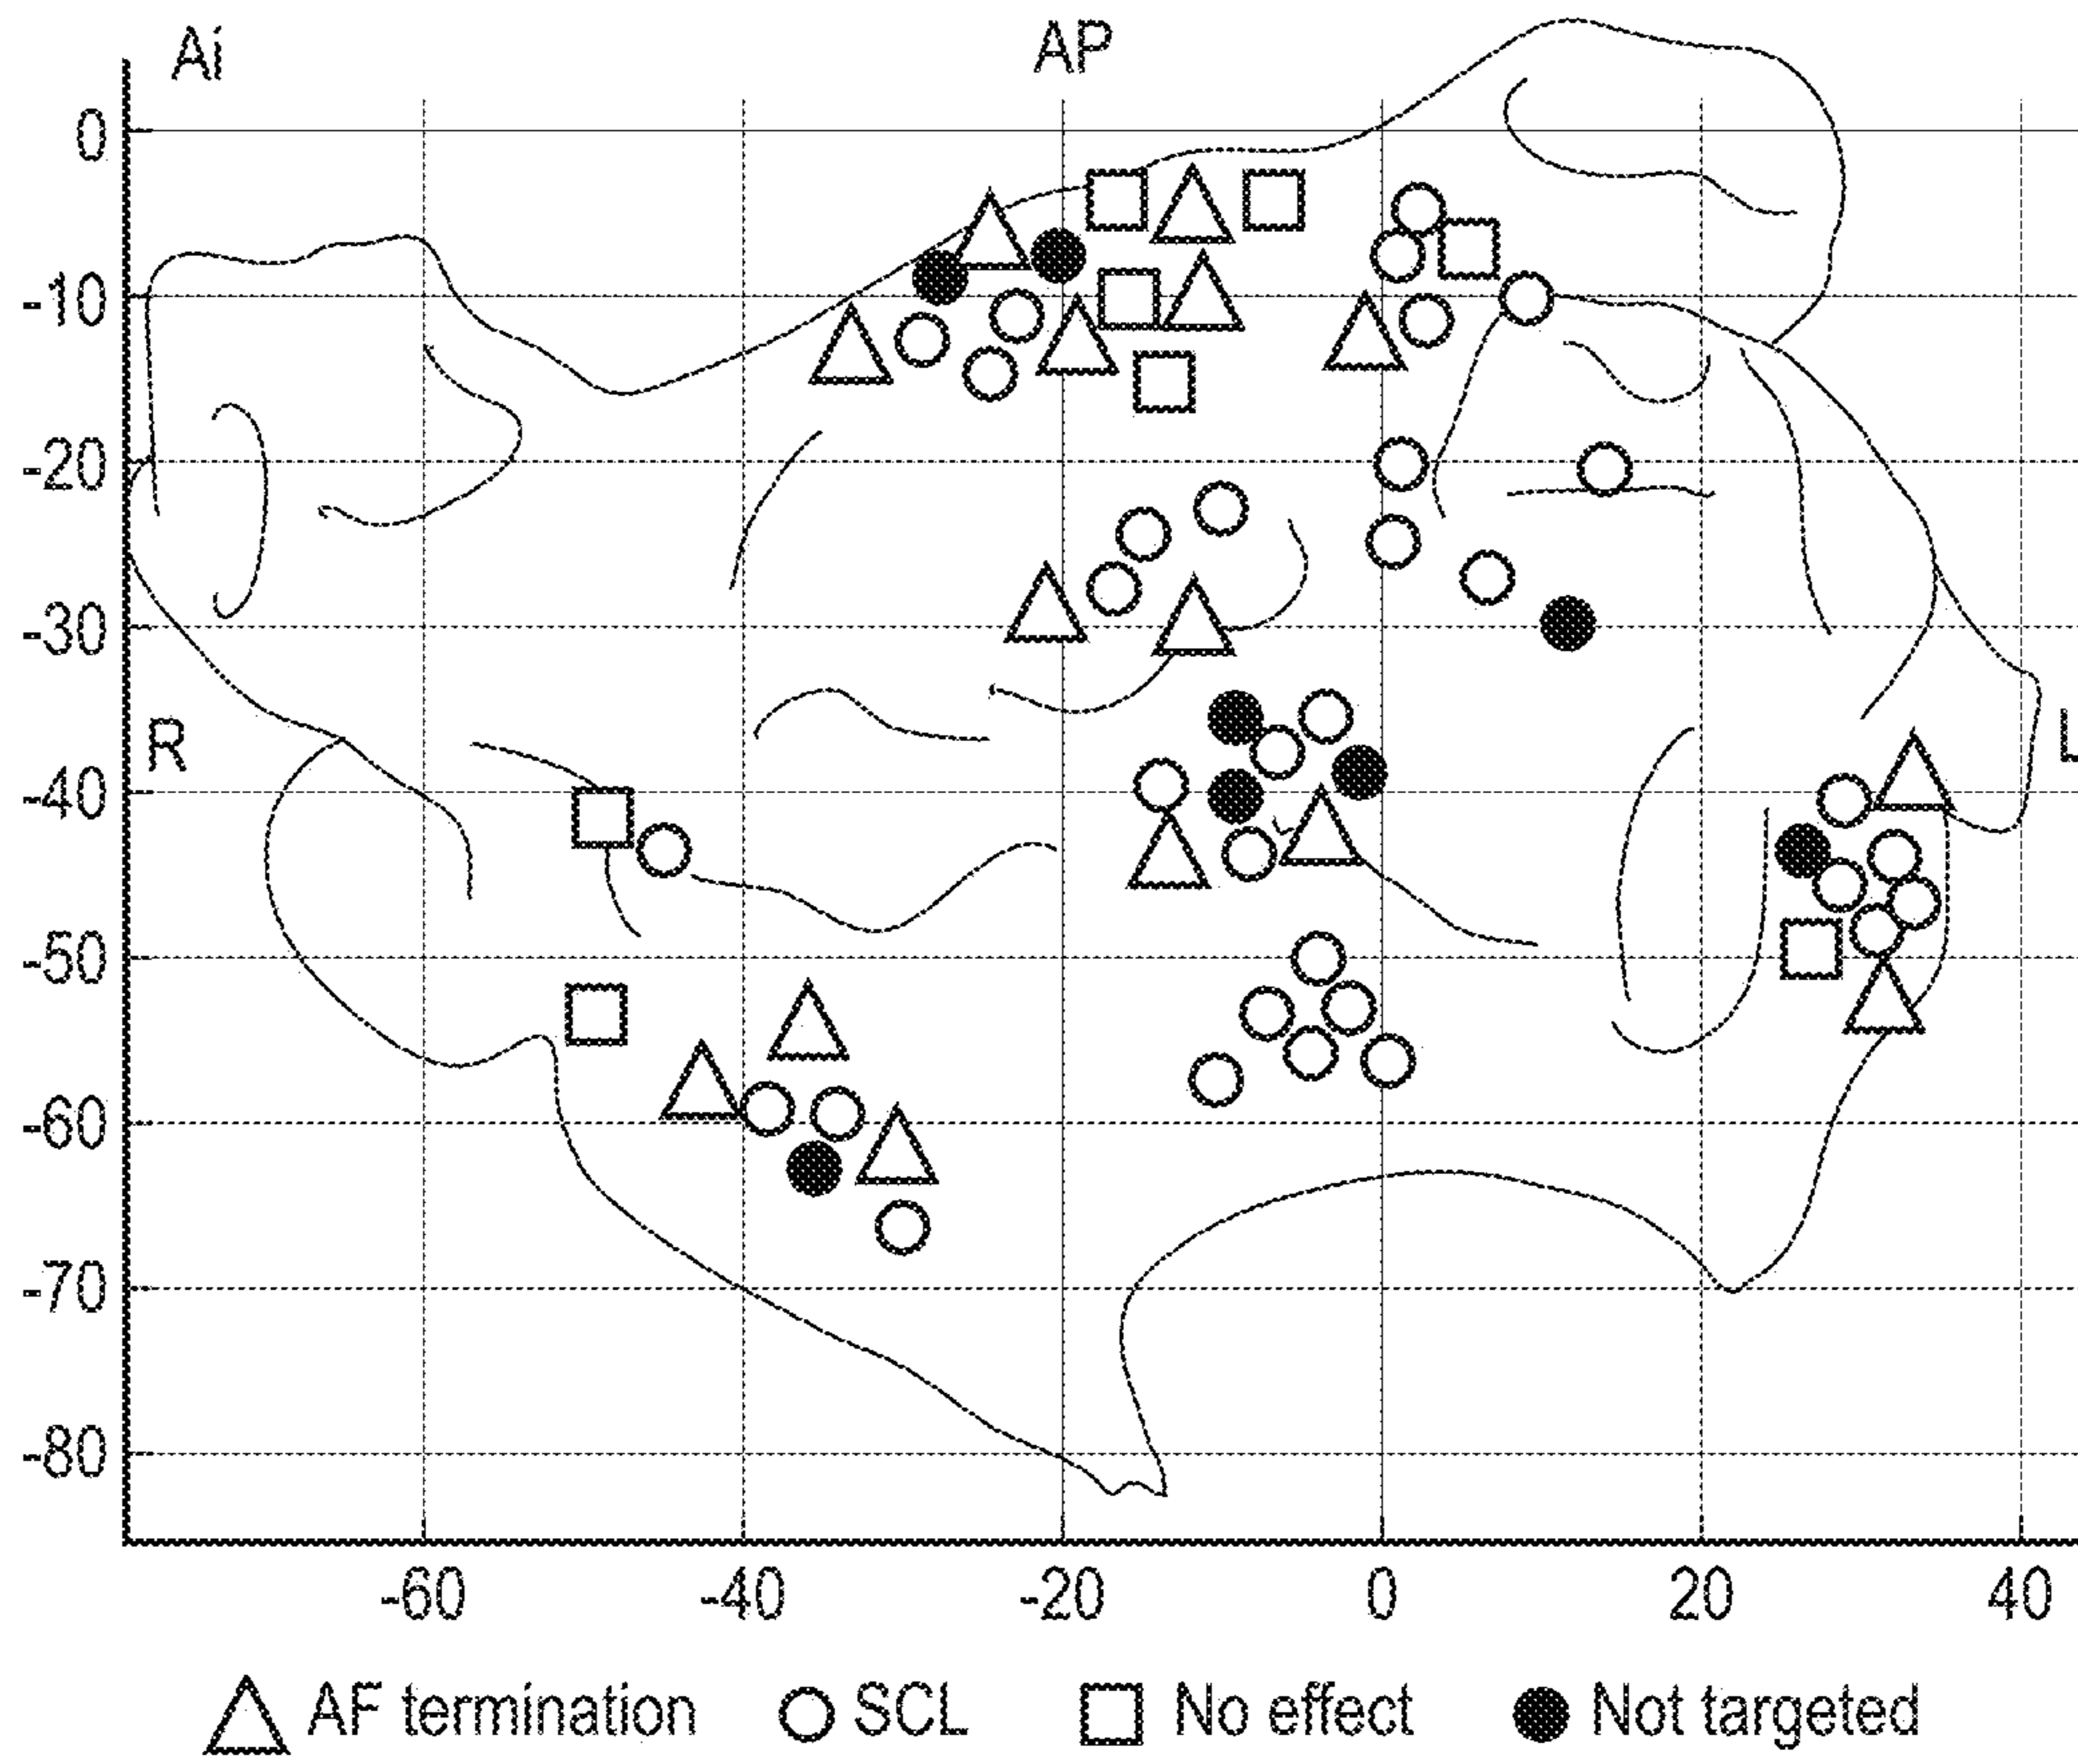 Ai AP
0
-10
-20
-30
R L
-40
-50
-60
-70
-80
-60 -40 -20 0 20 40
AF termination SCL No effect Not targeted